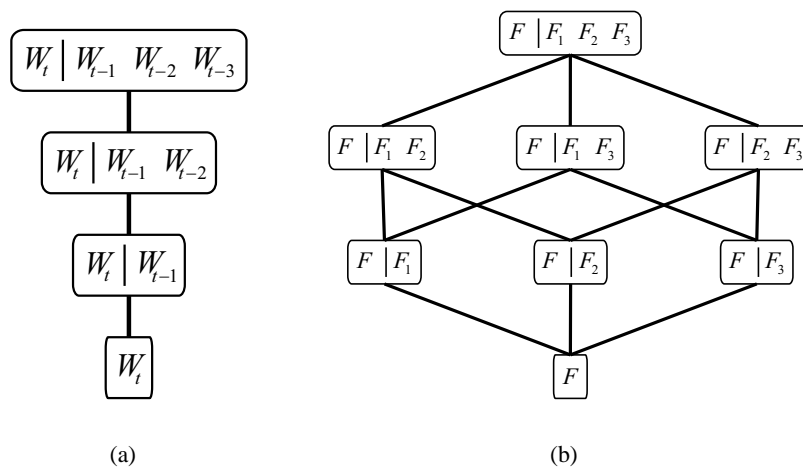 W_t | W_{t−1} W_{t−2} W_{t−3}
W_t | W_{t−1} W_{t−2}
W_t | W_{t−1}
W_t
(a)
F | F_1 F_2 F_3
F | F_1 F_2
F | F_1 F_3
F | F_2 F_3
F | F_1
F | F_2
F | F_3
F
(b)